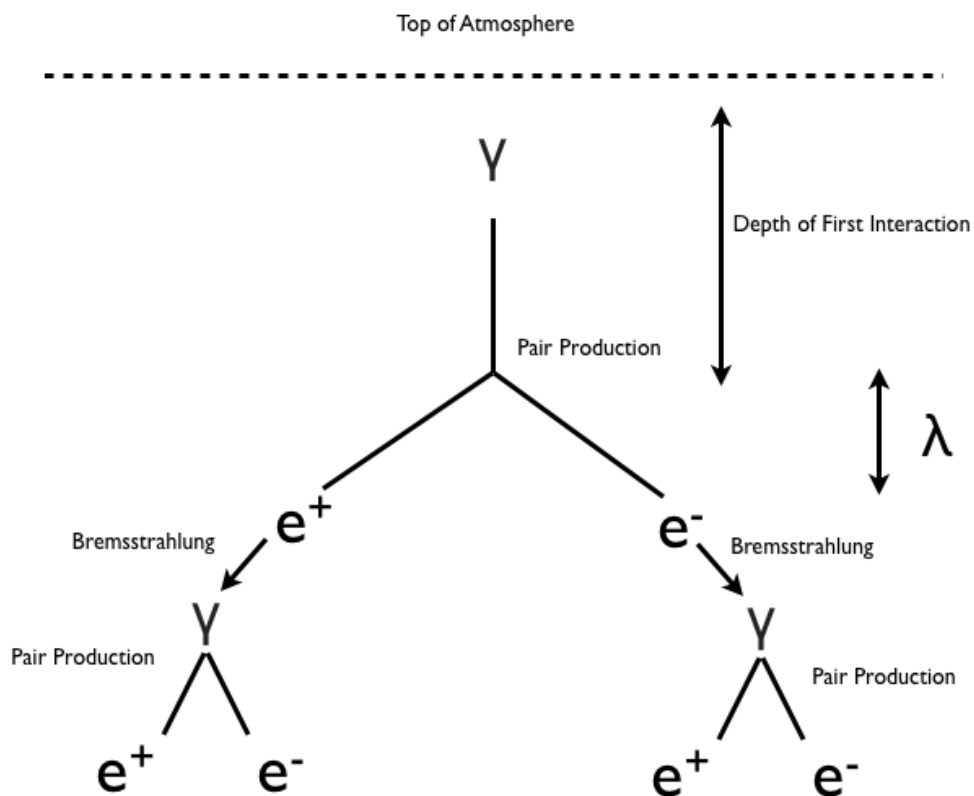 Top of Atmosphere
γ
Depth of First Interaction
Pair Production
λ
e⁺
e⁻
Bremsstrahlung
Bremsstrahlung
γ
γ
Pair Production
Pair Production
e⁺
e⁻
e⁺
e⁻